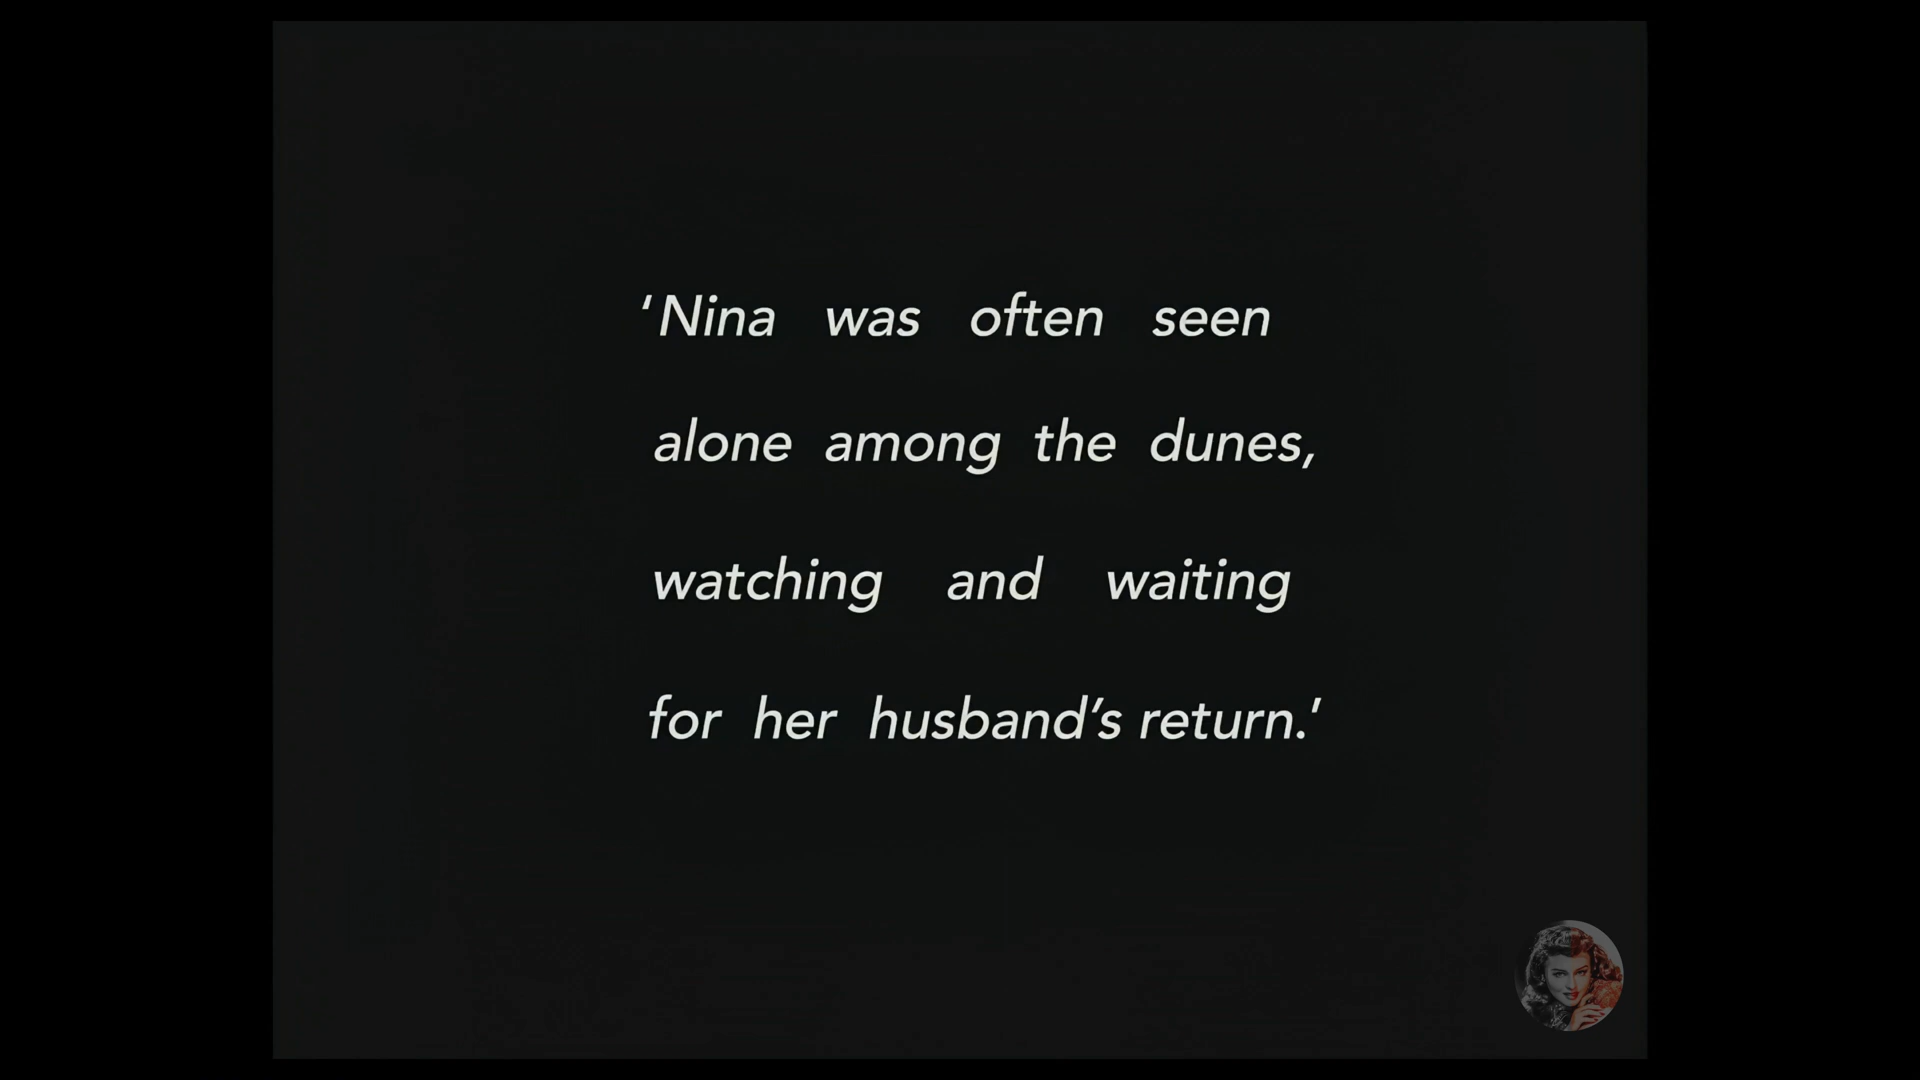 ‘Nina was often seen
alone among the dunes,
watching and waiting
for her husband’s return.’